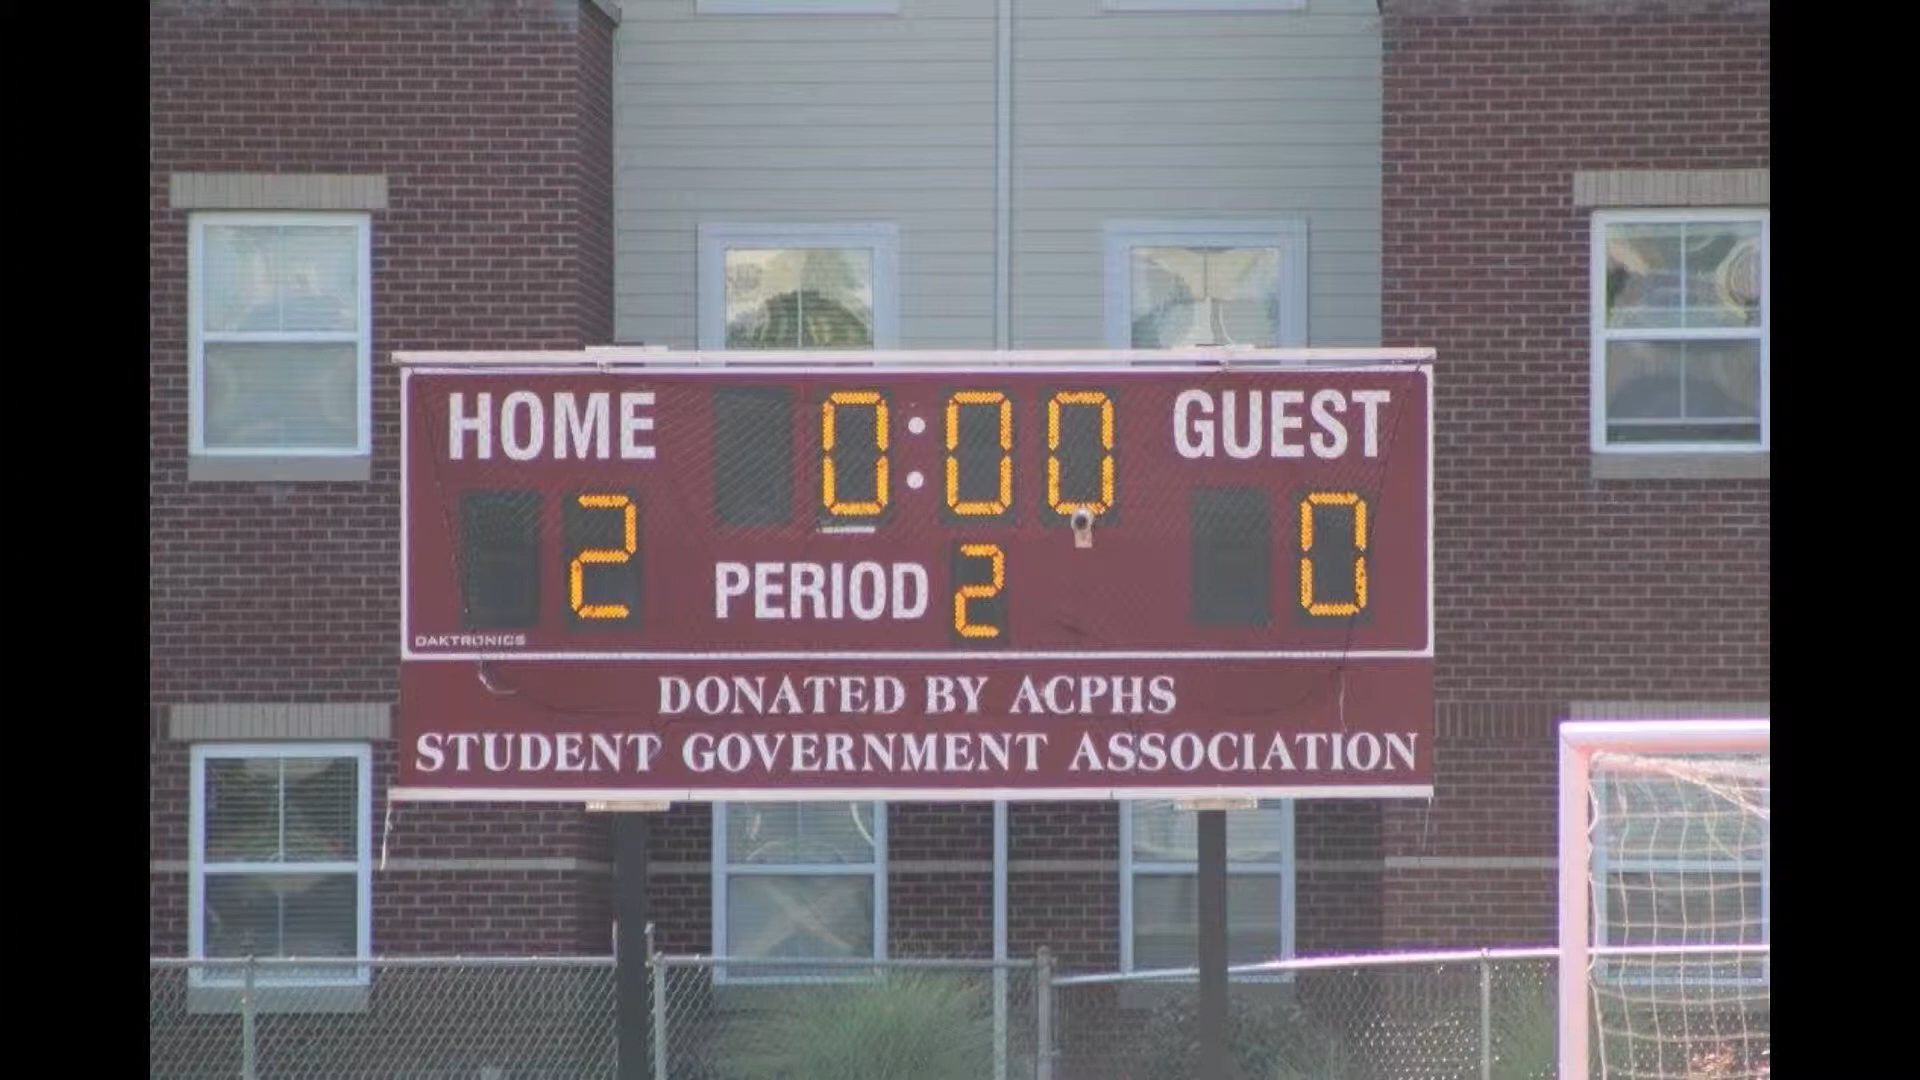 HOME 0:00 GUEST
2 PERIOD 2 0
DAKTRONICS
DONATED BY ACPHS
STUDENT GOVERNMENT ASSOCIATION